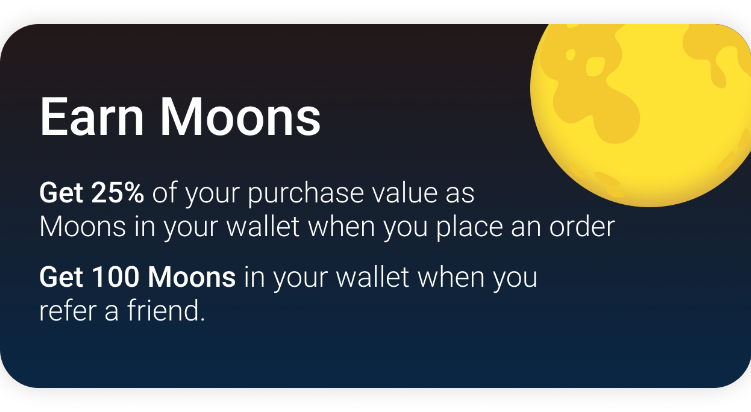 Earn Moons
Get 25% of your purchase value as
Moons in your wallet when you place an order
Get 100 Moons in your wallet when you
refer a friend.